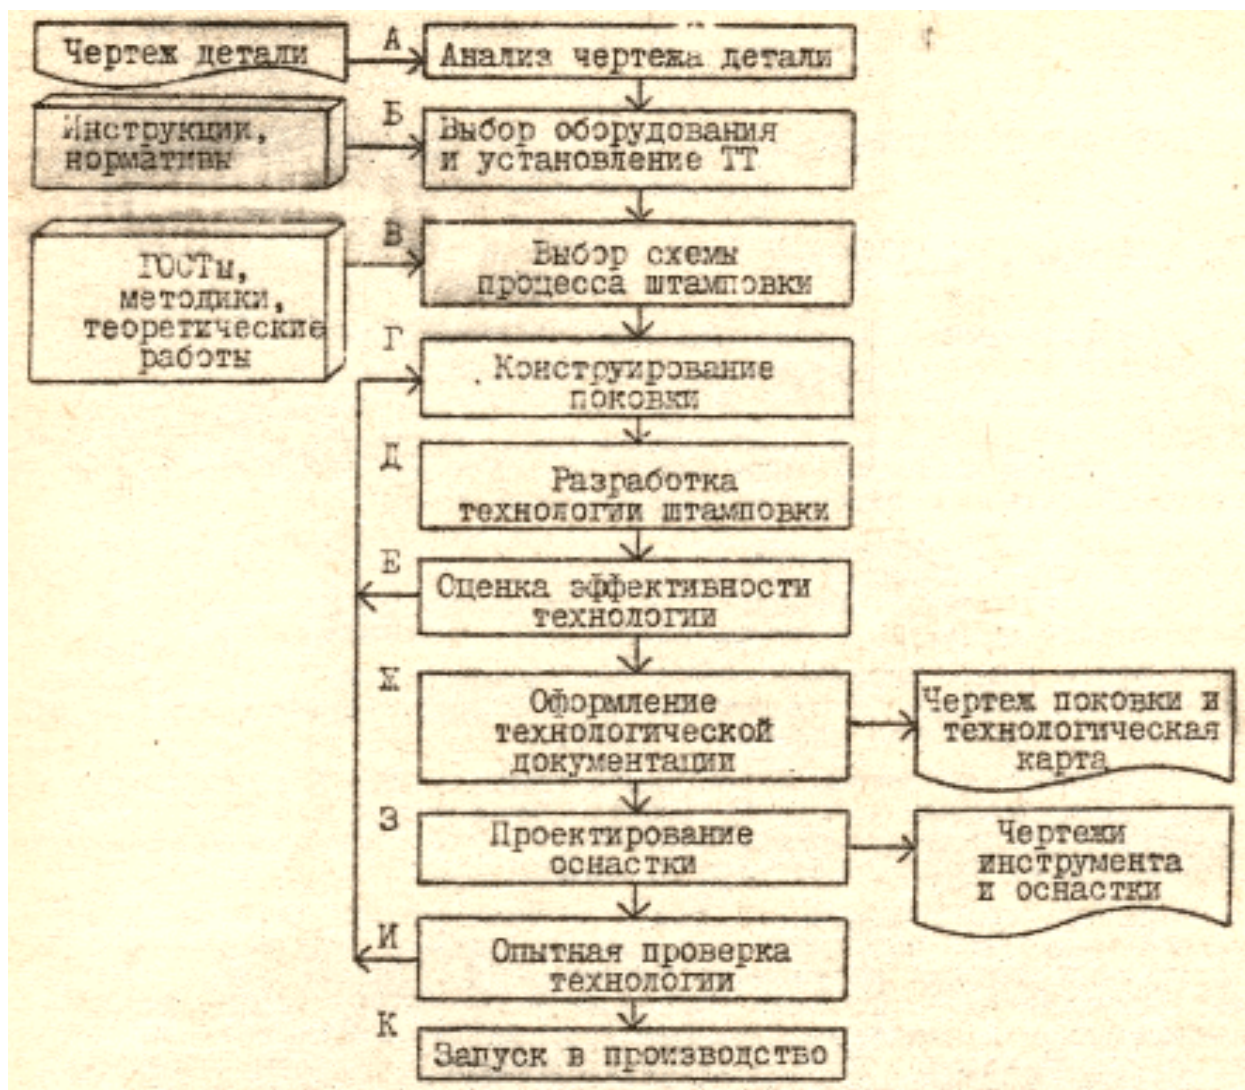 Чертеж детали
А
Анализ чертежа детали
Инструкции,
нормативы
Б
Выбор оборудования
и установление ТТ
ГОСТы,
методики,
теоретические
работы
В
Выбор схемы
процесса штамповки
Г
Конструирование
поковки
Д
Разработка
технологии штамповки
Е
Оценка эффективности
технологии
Ж
Оформление
технологической
документации
Чертеж поковки и
технологическая
карта
З
Проектирование
оснастки
Чертежи
инструмента
и оснастки
И
Опытная проверка
технологии
К
Запуск в производство